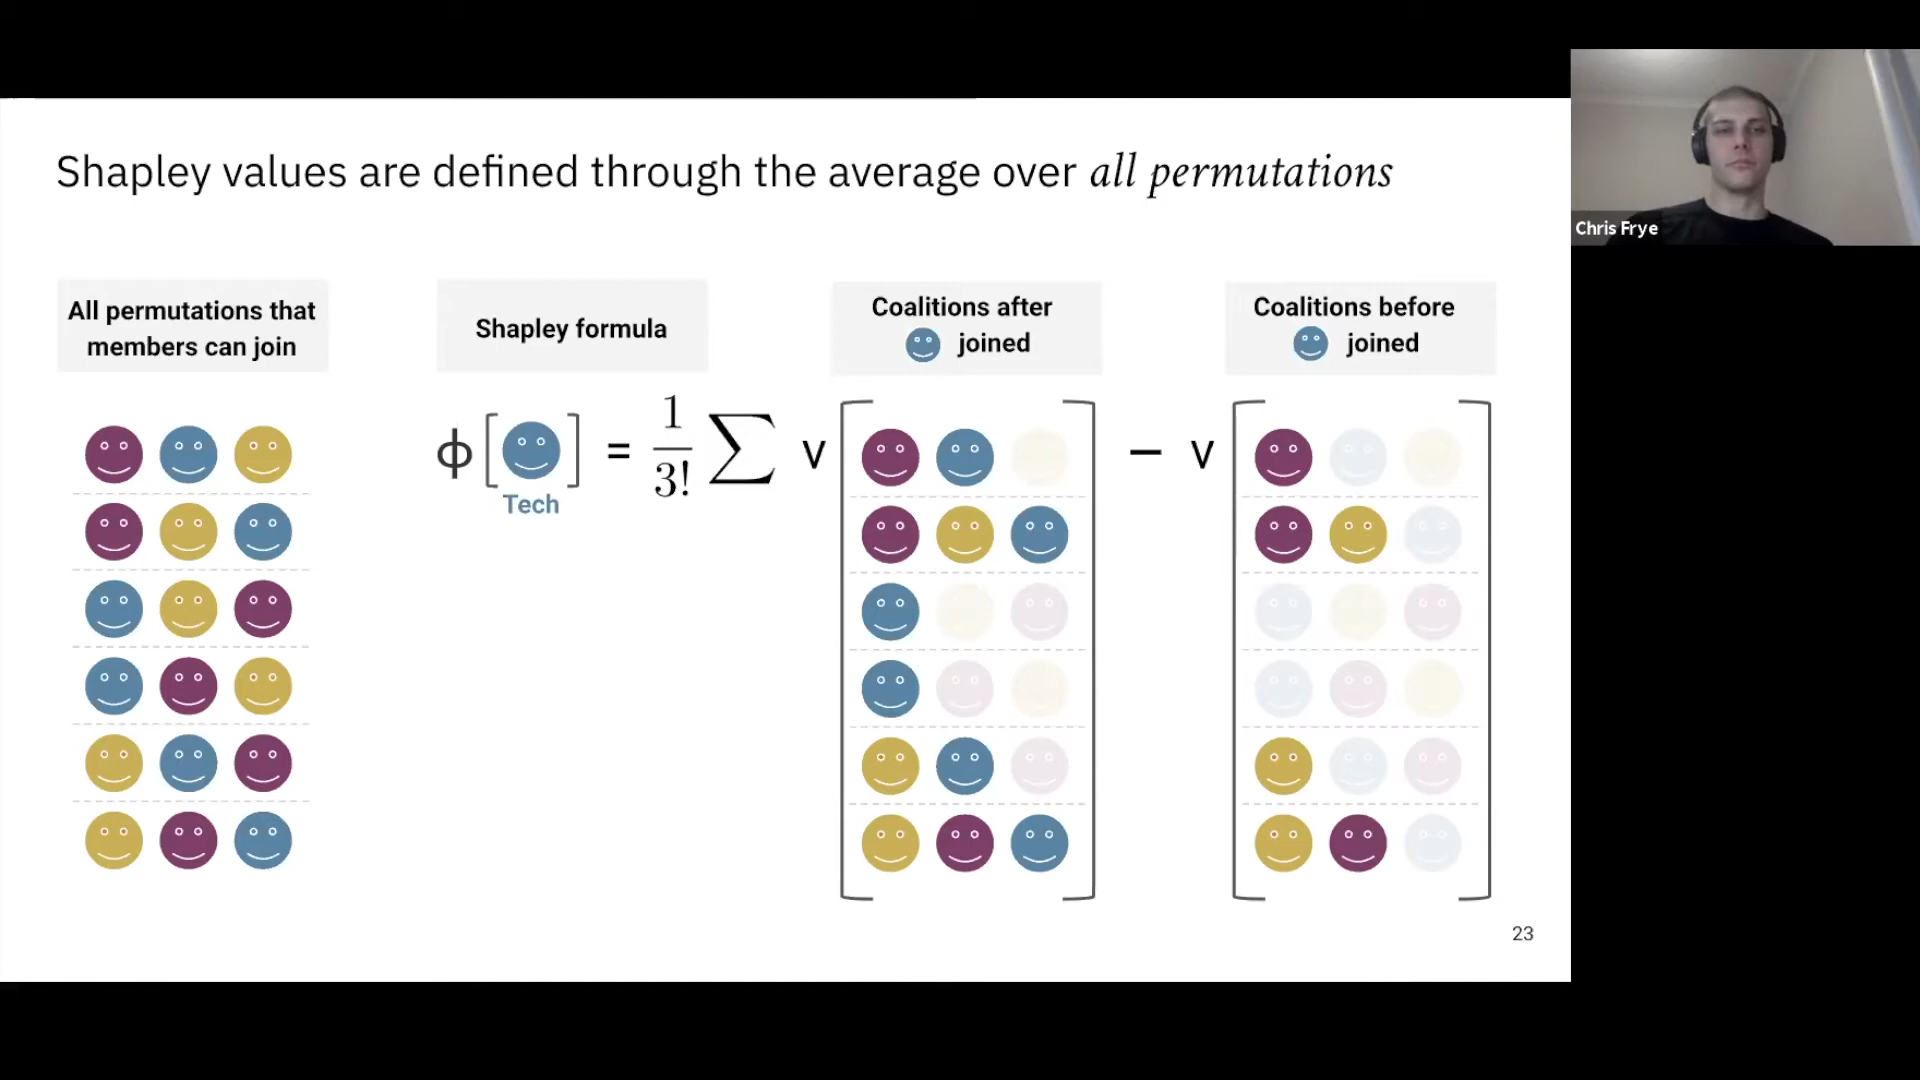 Shapley values are defined through the average over all permutations
All permutations that
members can join
Shapley formula
Coalitions after
joined
Coalitions before
joined
ϕ [ ] = 1/3! ∑ v [ ] − v [ ]
Tech
23
Chris Frye